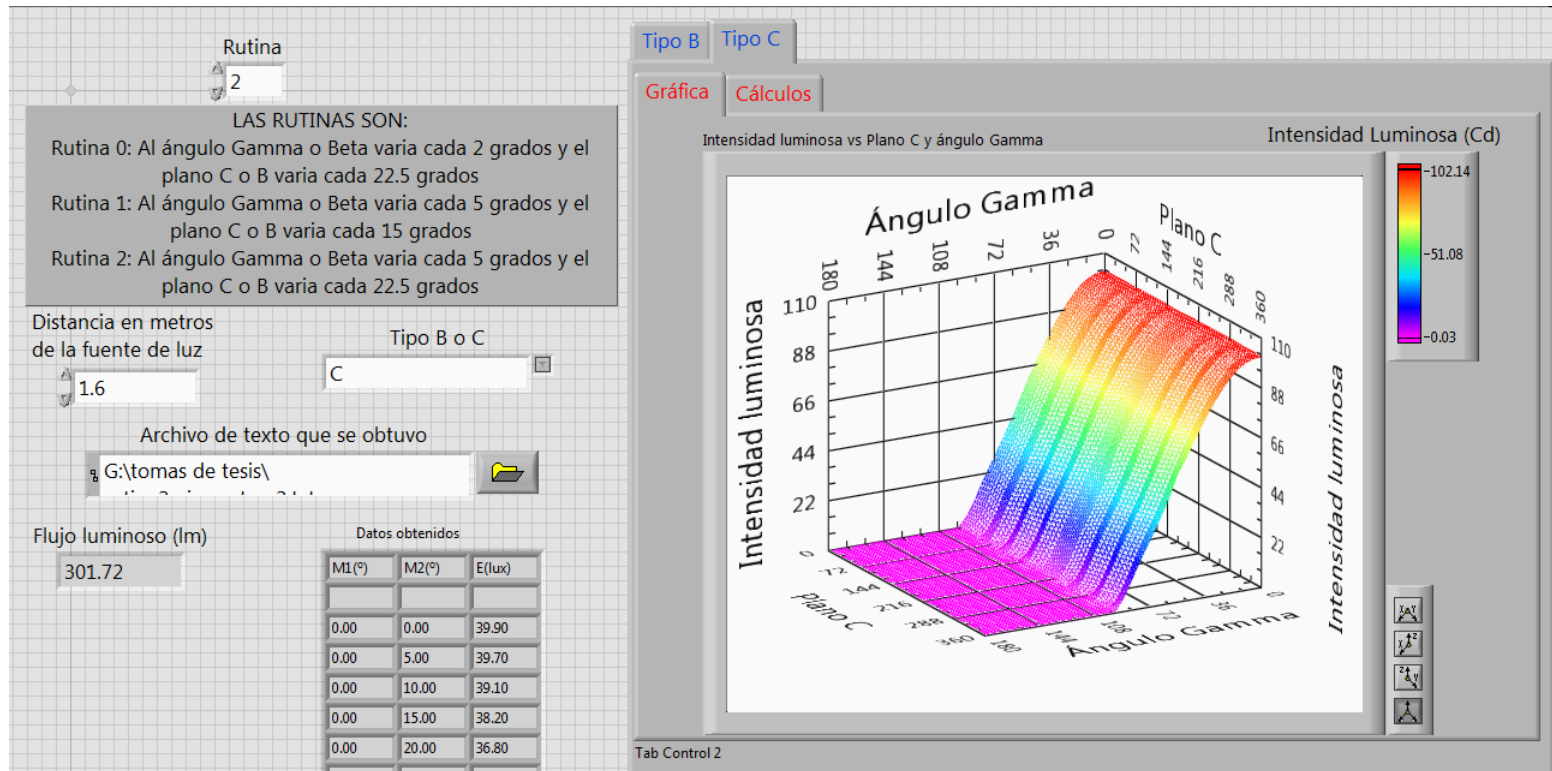 Rutina
2
LAS RUTINAS SON:
Rutina 0: Al ángulo Gamma o Beta varia cada 2 grados y el
plano C o B varia cada 22.5 grados
Rutina 1: Al ángulo Gamma o Beta varia cada 5 grados y el
plano C o B varia cada 15 grados
Rutina 2: Al ángulo Gamma o Beta varia cada 5 grados y el
plano C o B varia cada 22.5 grados
Distancia en metros
de la fuente de luz
1.6
Tipo B o C
C
Archivo de texto que se obtuvo
G:\tomas de tesis\
Flujo luminoso (lm)
301.72
Datos obtenidos
M1(º) M2(º) E(lux)
0.00 0.00 39.90
0.00 5.00 39.70
0.00 10.00 39.10
0.00 15.00 38.20
0.00 20.00 36.80
Tipo B Tipo C
Gráfica Cálculos
Intensidad luminosa vs Plano C y ángulo Gamma
Intensidad Luminosa (Cd)
-102.14
-51.08
-0.03
Ángulo Gamma
180 144 108 72 36 0
Plano C
72 144 216 288 360
Intensidad luminosa
110
88
66
44
22
0
72 144 216 288 360
Plano C
180 144 108 72 36 0
Ángulo Gamma
110
88
66
44
22
Intensidad luminosa
X Y
X Z
Z Y
Tab Control 2